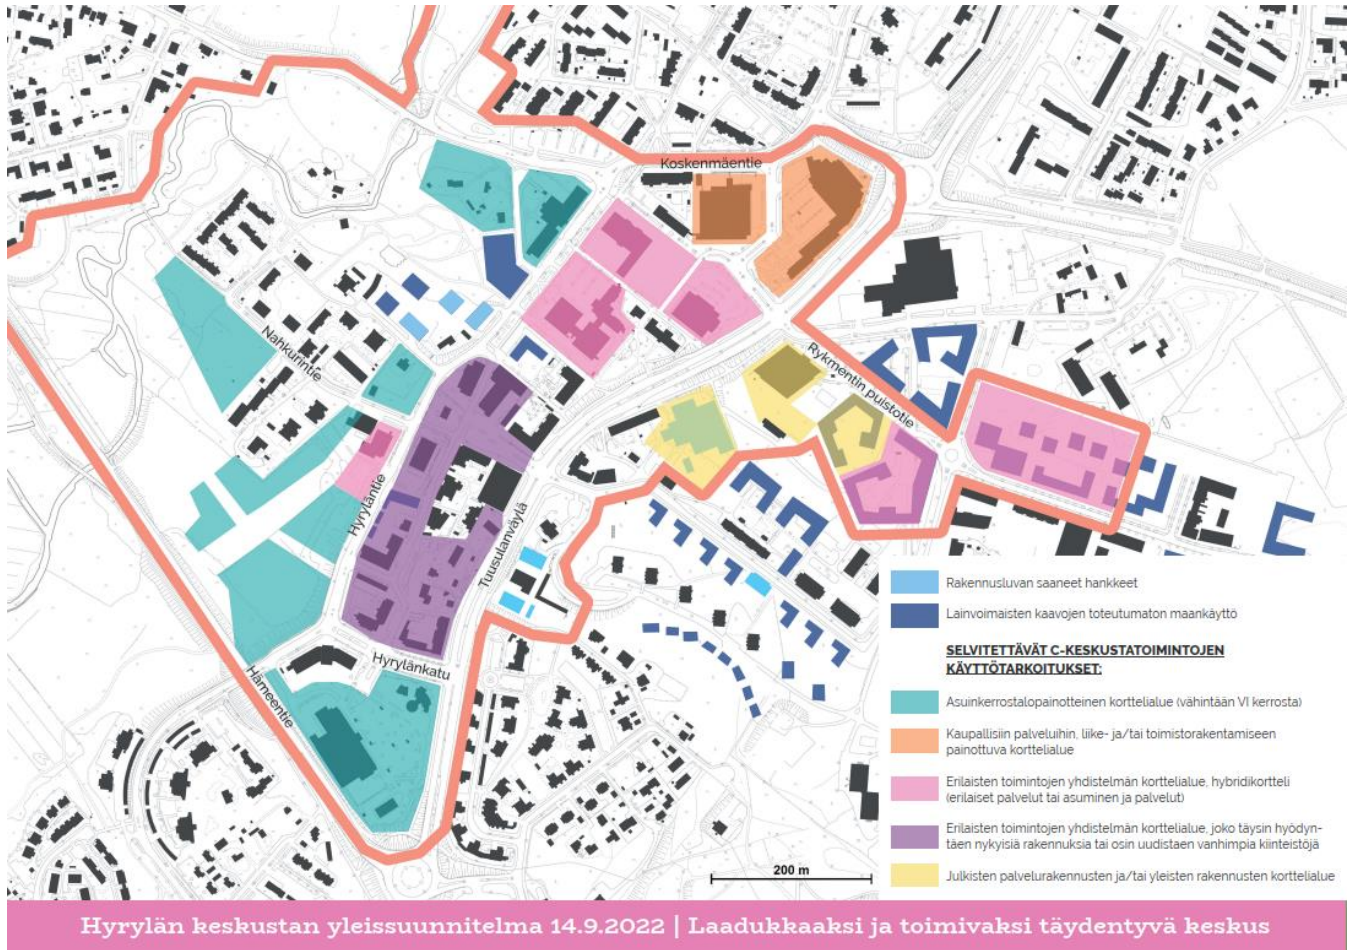 Koskenmäentie
Nahkurintie
Rykmentin puistotie
Hyryläntie
Tuusulanväylä
Hyrylänkatu
Hämeentie
Rakennusluvan saaneet hankkeet
Lainvoimaisten kaavojen toteutumaton maankäyttö
SELVITETTÄVÄT C-KESKUSTATOIMINTOJEN
KÄYTTÖTARKOITUKSET:
Asuinkerrostalopainotteinen korttelialue (vähintään VI kerrosta)
Kaupallisiin palveluihin, liike- ja/tai toimistorakentamiseen
painottuva korttelialue
Erilaisten toimintojen yhdistelmän korttelialue, hybridikortteli
(erilaiset palvelut tai asuminen ja palvelut)
Erilaisten toimintojen yhdistelmän korttelialue, joko täysin hyödyn-
täen nykyisiä rakennuksia tai osin uudistaen vanhimpia kiinteistöjä
Julkisten palvelurakennusten ja/tai yleisten rakennusten korttelialue
200 m
Hyrylän keskustan yleissuunnitelma 14.9.2022 | Laadukkaaksi ja toimivaksi täydentyvä keskus